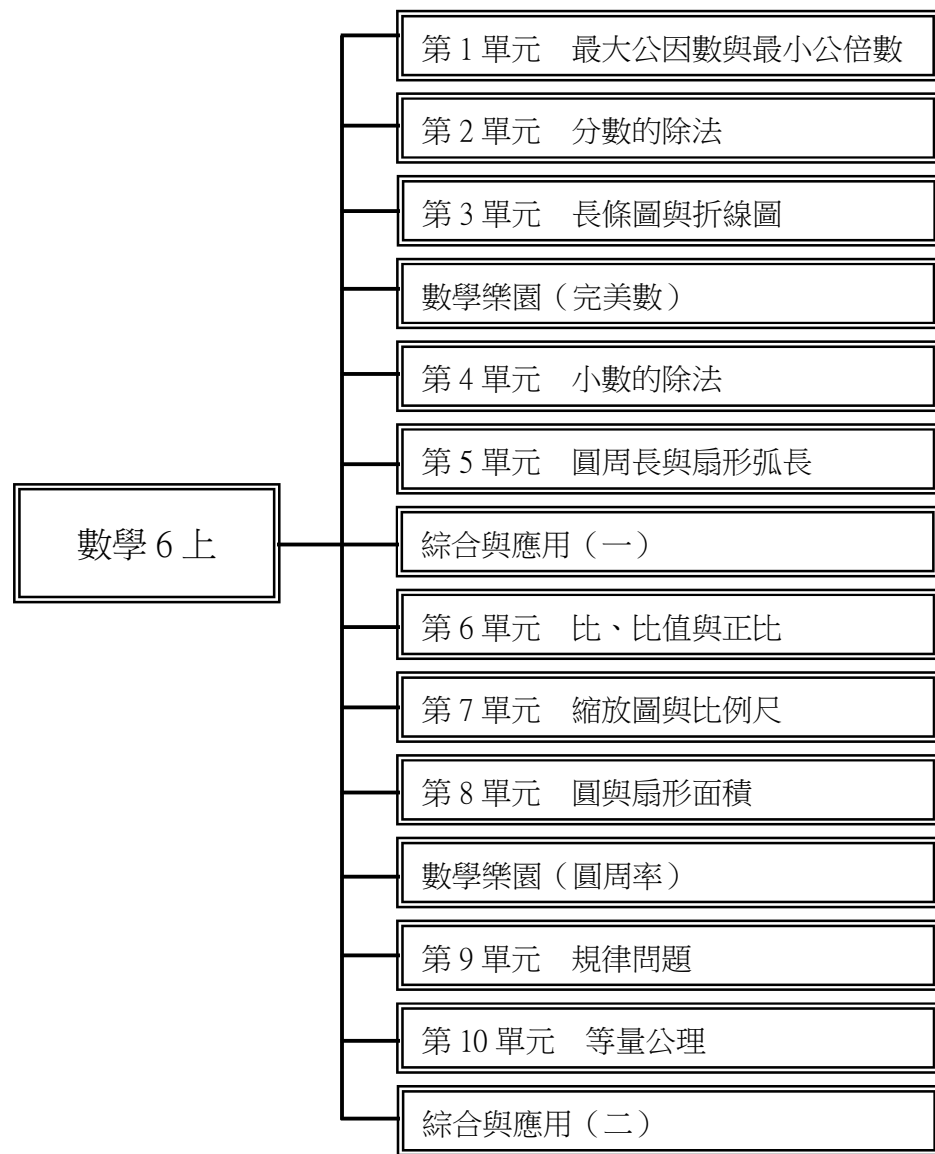 第 1 單元　最大公因數與最小公倍數
第 2 單元　分數的除法
第 3 單元　長條圖與折線圖
數學樂園（完美數）
第 4 單元　小數的除法
第 5 單元　圓周長與扇形弧長
數學 6 上
綜合與應用（一）
第 6 單元　比、比值與正比
第 7 單元　縮放圖與比例尺
第 8 單元　圓與扇形面積
數學樂園（圓周率）
第 9 單元　規律問題
第 10 單元　等量公理
綜合與應用（二）